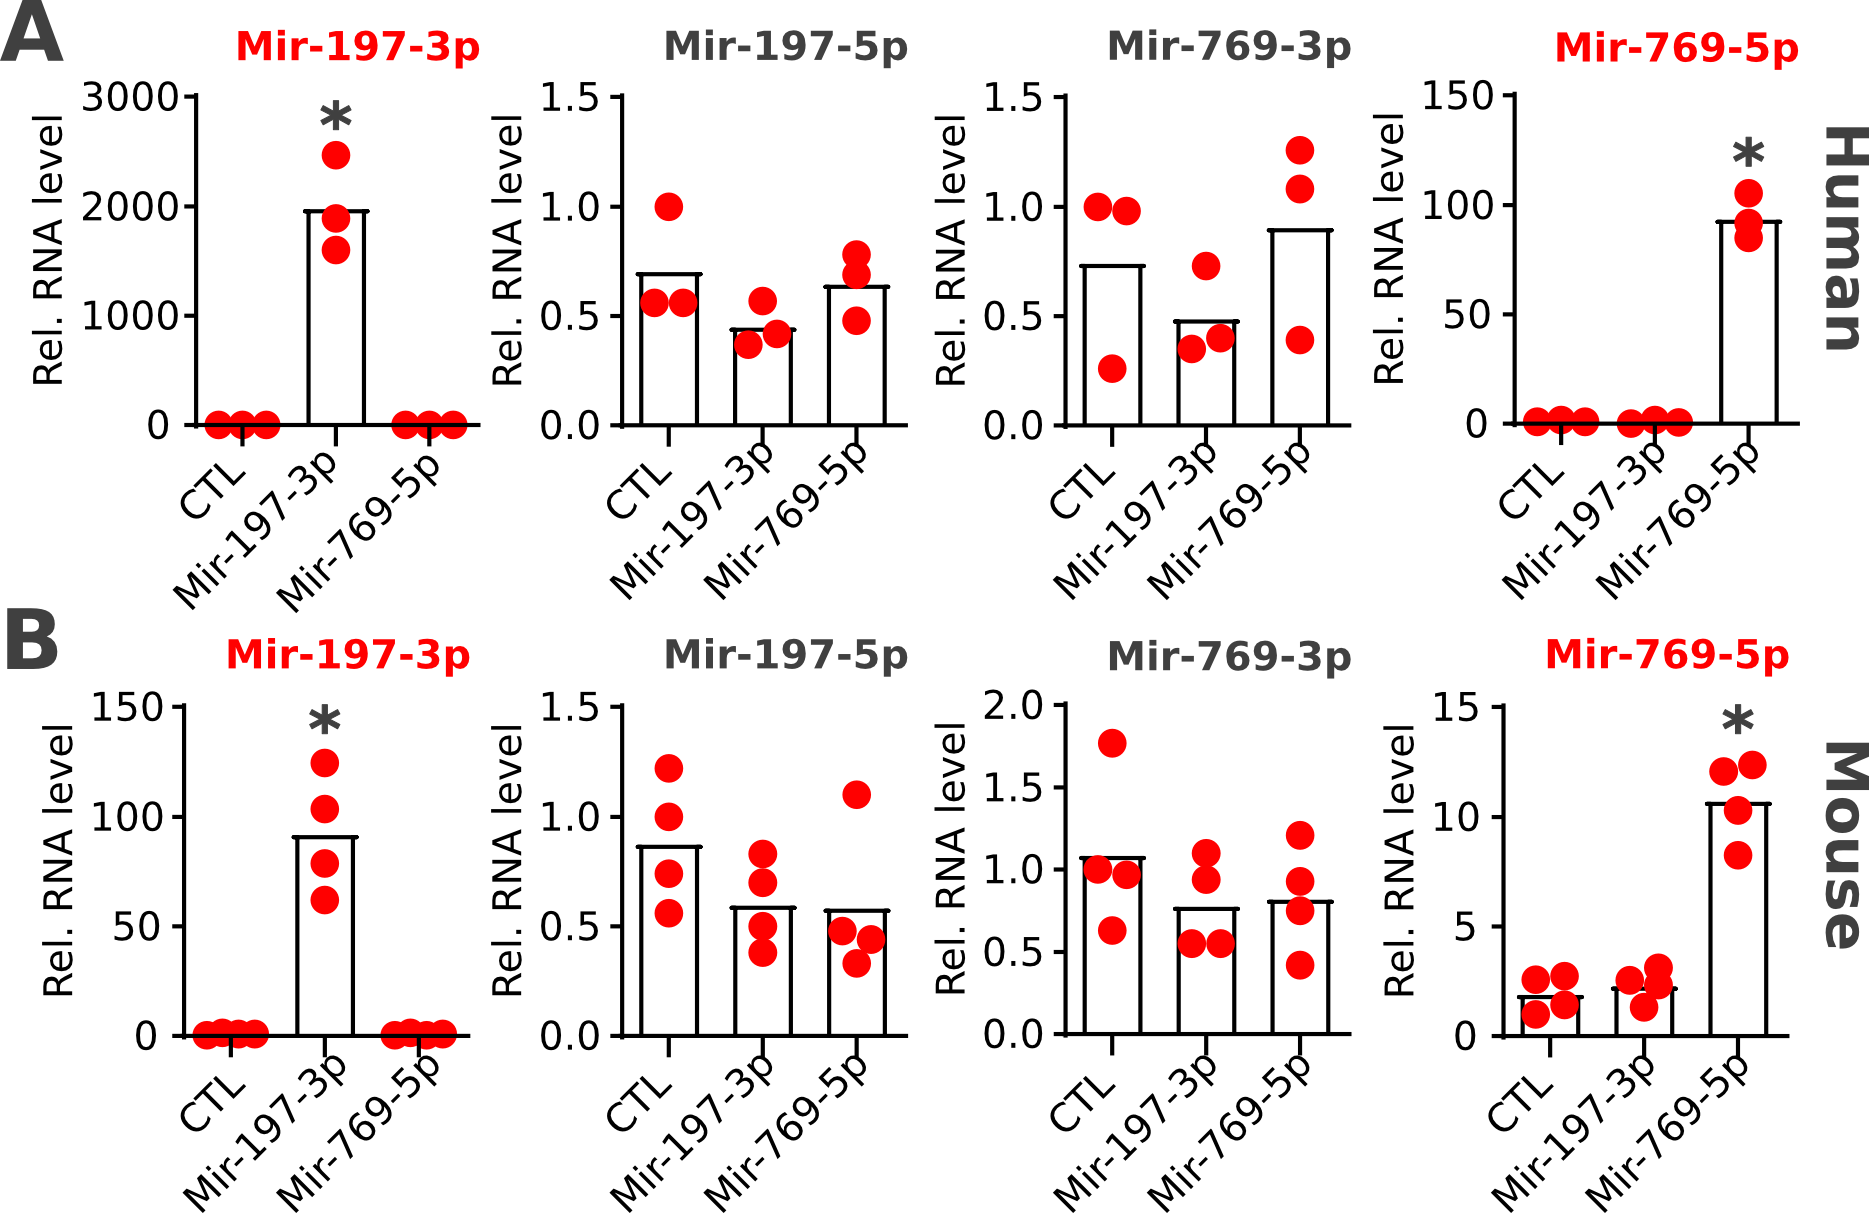 A
Mir-197-3p
Rel. RNA level
3000
2000
1000
0
*
CTL
Mir-197-3p
Mir-769-5p
Mir-197-5p
Rel. RNA level
1.5
1.0
0.5
0.0
CTL
Mir-197-3p
Mir-769-5p
Mir-769-3p
Rel. RNA level
1.5
1.0
0.5
0.0
CTL
Mir-197-3p
Mir-769-5p
Mir-769-5p
Rel. RNA level
150
100
50
0
*
CTL
Mir-197-3p
Mir-769-5p
Human
B
Mir-197-3p
Rel. RNA level
150
100
50
0
*
CTL
Mir-197-3p
Mir-769-5p
Mir-197-5p
Rel. RNA level
1.5
1.0
0.5
0.0
CTL
Mir-197-3p
Mir-769-5p
Mir-769-3p
Rel. RNA level
2.0
1.5
1.0
0.5
0.0
CTL
Mir-197-3p
Mir-769-5p
Mir-769-5p
Rel. RNA level
15
10
5
0
*
CTL
Mir-197-3p
Mir-769-5p
Mouse